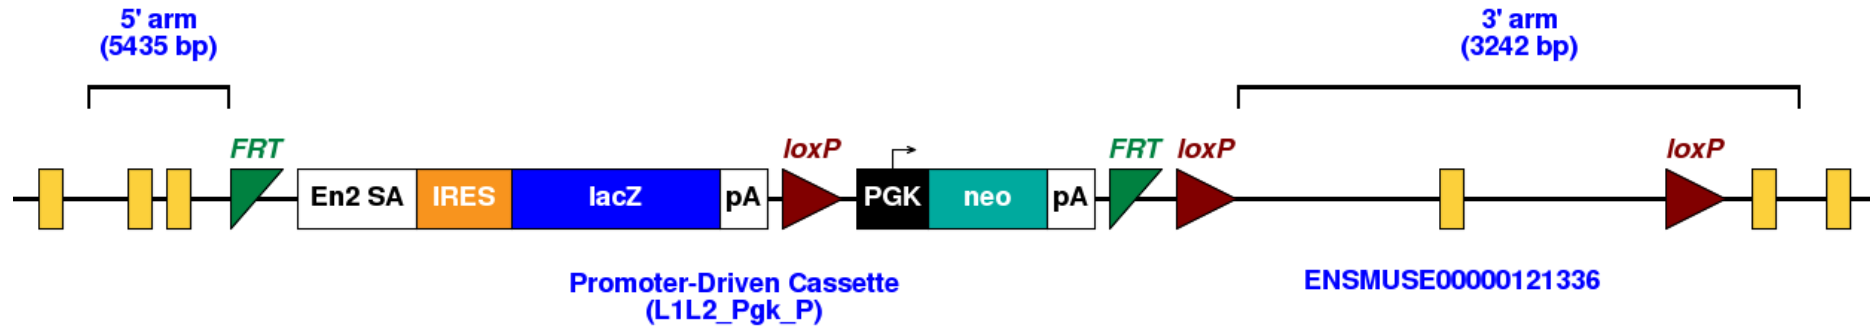 5' arm
(5435 bp)
3' arm
(3242 bp)
FRT
loxP
FRT
loxP
loxP
En2 SA
IRES
lacZ
pA
PGK
neo
pA
Promoter-Driven Cassette
(L1L2_Pgk_P)
ENSMUSE00000121336